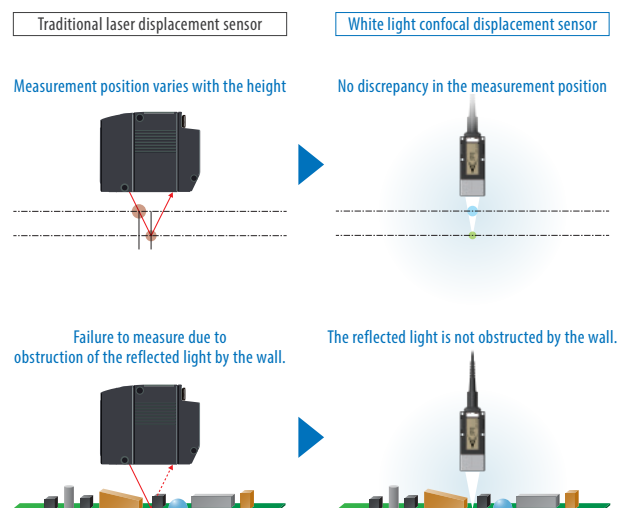 Traditional laser displacement sensor
White light confocal displacement sensor
Measurement position varies with the height
No discrepancy in the measurement position
Failure to measure due to
obstruction of the reflected light by the wall.
The reflected light is not obstructed by the wall.